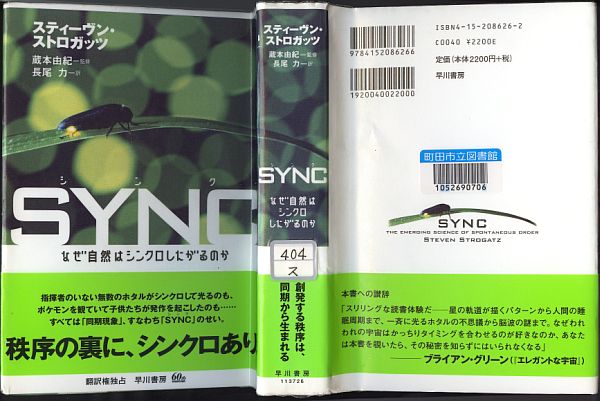 スティーヴン・
ストロガッツ
蔵本由紀─監修
長尾 力─訳
シンク
SYNC
なぜ自然はシンクロしたがるのか
指揮者のいない無数のホタルがシンクロして光るのも、
ポケモンを観ていて子供たちが発作を起こしたのも……
すべては「同期現象」、すなわち「SYNC」のせい。
秩序の裏に、シンクロあり
翻訳権独占 早川書房 60th
スティーヴン・
ストロガッツ
蔵本由紀─監修
長尾 力─訳
シンク
SYNC
なぜ自然は
シンクロ
したがるのか
404
ス
創発する秩序は、
同期から生まれる
早川書房
113726
9784152086266
1920040022000
ISBN4-15-208626-2
C0040 ¥2200E
定価(本体2200円+税)
早川書房
町田市立図書館
1052690706
SYNC
THE EMERGING SCIENCE OF SPONTANEOUS ORDER
STEVEN STROGATZ
本書への讃辞
「スリリングな読書体験だ──星の軌道が描くパターンから人間の睡
眠周期まで、一斉に光るホタルの不思議から脳波の謎まで。なぜわれ
われの宇宙はかっちりタイミングを合わせるのが好きなのか、あなた
は本書を覗いたら、その秘密を知らずにはいられなくなる」
──ブライアン・グリーン(『エレガントな宇宙』)